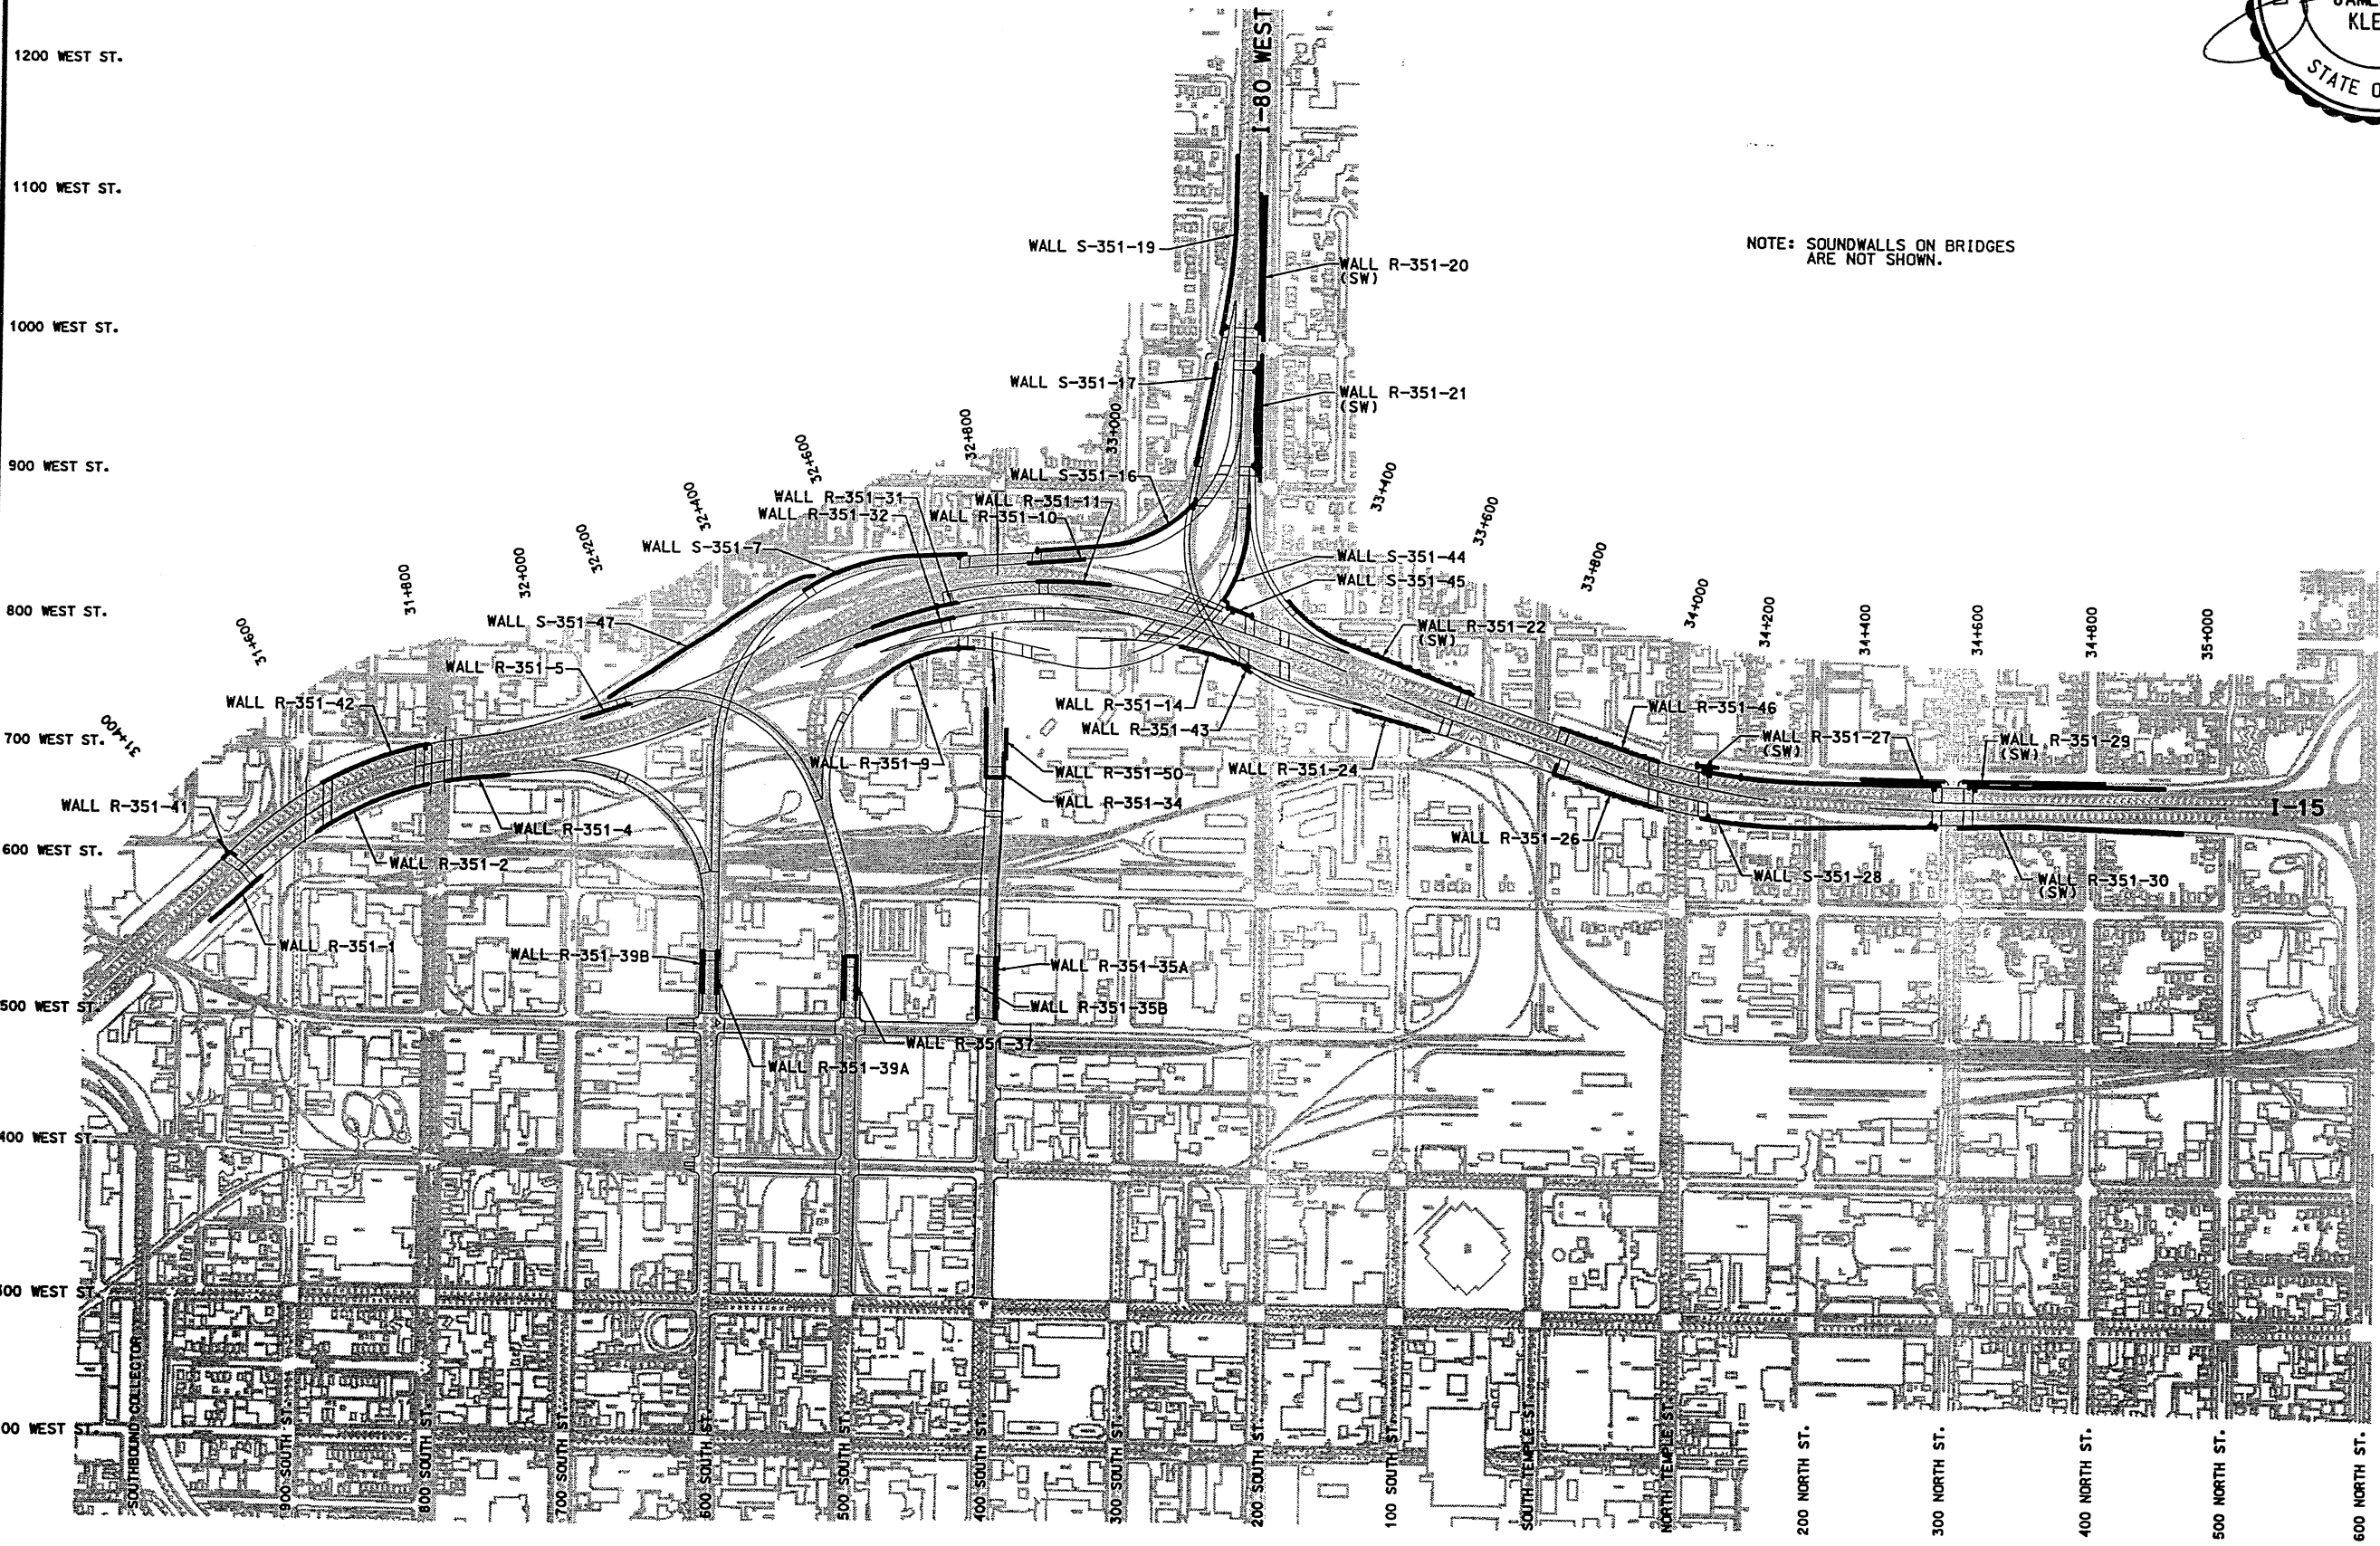 KLE
STATE O
1200 WEST ST.
1100 WEST ST.
1000 WEST ST.
900 WEST ST.
800 WEST ST.
700 WEST ST.
600 WEST ST.
500 WEST ST.
400 WEST ST.
00 WEST ST.
00 WEST ST.
I-80 WEST
NOTE: SOUNDWALLS ON BRIDGES
ARE NOT SHOWN.
WALL S-351-19
WALL R-351-20
(SW)
WALL S-351-17
WALL R-351-21
(SW)
31+400
31+600
31+800
32+000
32+200
32+400
32+600
32+800
33+000
33+400
33+600
33+800
34+000
34+200
34+400
34+600
34+800
35+000
WALL S-351-16
WALL R-351-31
WALL R-351-11
WALL R-351-32
WALL R-351-10
WALL S-351-7
WALL S-351-44
WALL S-351-45
WALL S-351-47
WALL R-351-22
(SW)
WALL R-351-5
WALL R-351-42
WALL R-351-14
WALL R-351-46
WALL R-351-43
WALL R-351-27
(SW)
WALL R-351-29
(SW)
WALL R-351-9
WALL R-351-50
WALL R-351-24
WALL R-351-34
WALL R-351-41
I-15
WALL R-351-4
WALL R-351-26
WALL R-351-2
WALL S-351-28
WALL R-351-30
(SW)
WALL R-351-1
WALL R-351-39B
WALL R-351-35A
WALL R-351-35B
WALL R-351-37
WALL R-351-39A
SOUTHBOUND COLLECTOR
900 SOUTH ST.
800 SOUTH ST.
700 SOUTH ST.
600 SOUTH ST.
500 SOUTH ST.
400 SOUTH ST.
300 SOUTH ST.
200 SOUTH ST.
100 SOUTH ST.
SOUTH TEMPLE ST.
NORTH TEMPLE ST.
200 NORTH ST.
300 NORTH ST.
400 NORTH ST.
500 NORTH ST.
600 NORTH ST.